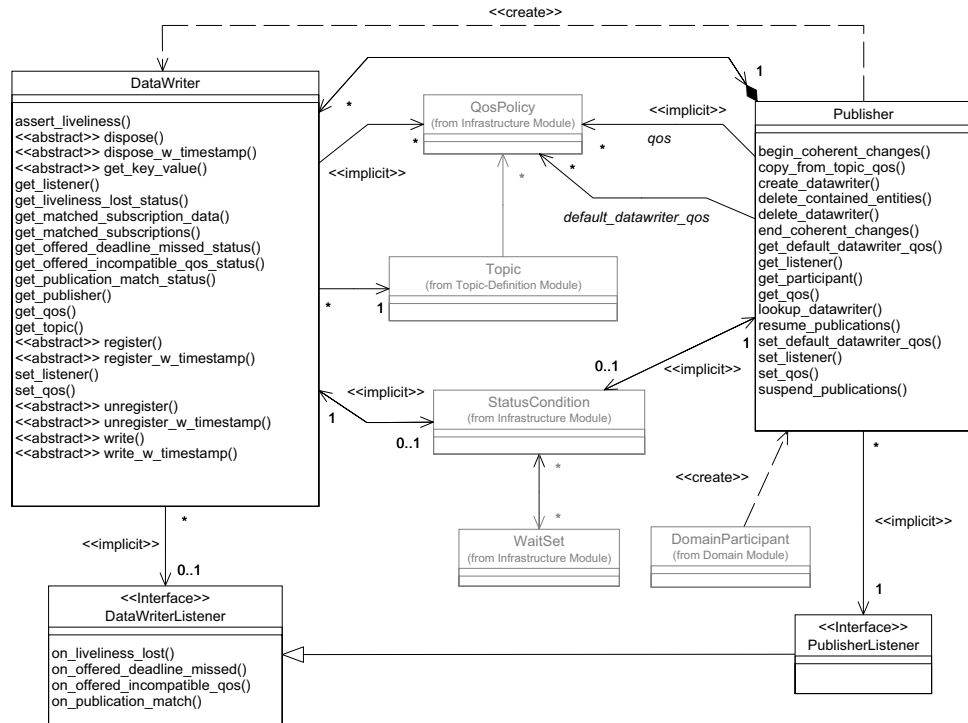 <<create>>
DataWriter
assert_liveliness()
<<abstract>> dispose()
<<abstract>> dispose_w_timestamp()
<<abstract>> get_key_value()
get_listener()
get_liveliness_lost_status()
get_matched_subscription_data()
get_matched_subscriptions()
get_offered_deadline_missed_status()
get_offered_incompatible_qos_status()
get_publication_match_status()
get_publisher()
get_qos()
get_topic()
<<abstract>> register()
<<abstract>> register_w_timestamp()
set_listener()
set_qos()
<<abstract>> unregister()
<<abstract>> unregister_w_timestamp()
<<abstract>> write()
<<abstract>> write_w_timestamp()
*
1
QosPolicy
(from Infrastructure Module)
*
<<implicit>>
*
*
*
<<implicit>>
qos
default_datawriter_qos
Publisher
begin_coherent_changes()
copy_from_topic_qos()
create_datawriter()
delete_contained_entities()
delete_datawriter()
end_coherent_changes()
get_default_datawriter_qos()
get_listener()
get_participant()
get_qos()
lookup_datawriter()
resume_publications()
set_default_datawriter_qos()
set_listener()
set_qos()
suspend_publications()
Topic
(from Topic-Definition Module)
*
1
1
0..1
<<implicit>>
<<implicit>>
1
0..1
StatusCondition
(from Infrastructure Module)
*
*
WaitSet
(from Infrastructure Module)
<<create>>
DomainParticipant
(from Domain Module)
*
<<implicit>>
1
*
<<implicit>>
0..1
<<Interface>>
DataWriterListener
on_liveliness_lost()
on_offered_deadline_missed()
on_offered_incompatible_qos()
on_publication_match()
<<Interface>>
PublisherListener